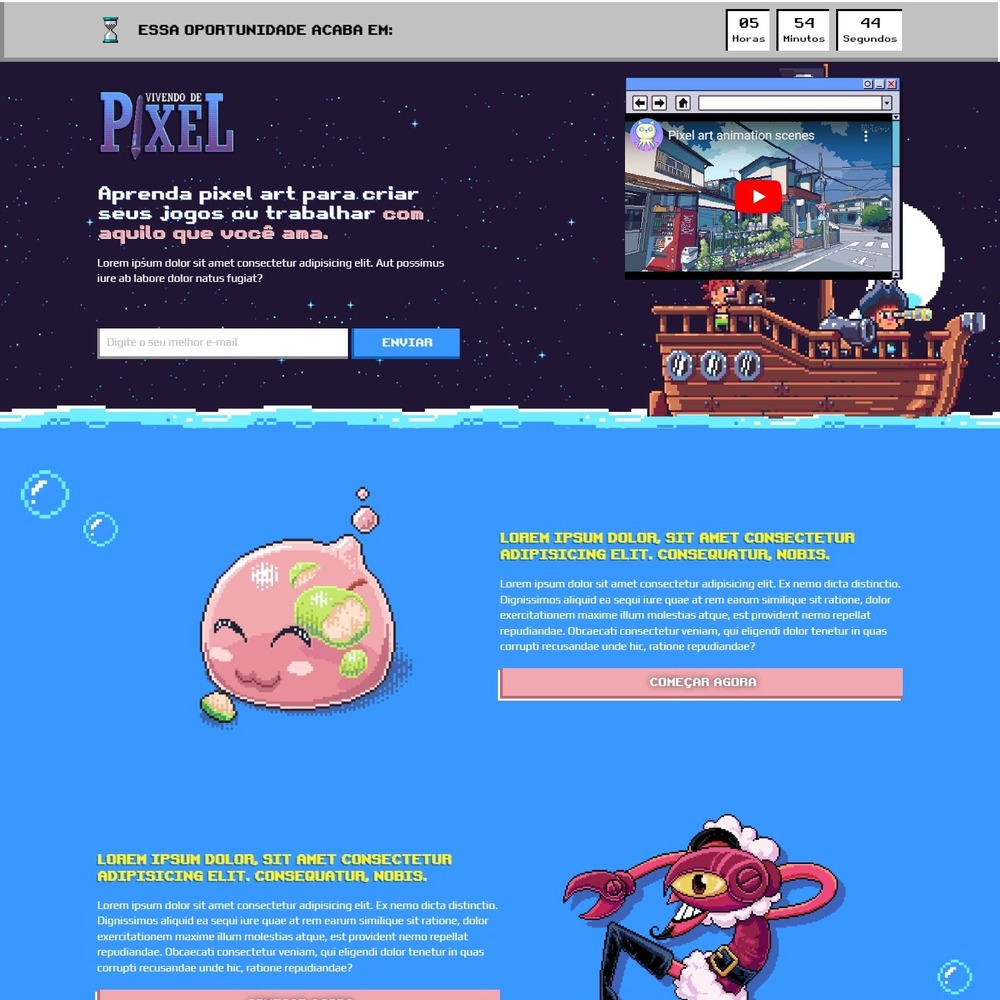 ESSA OPORTUNIDADE ACABA EM:
05 54 44
Horas Minutos Segundos
VIVENDO DE
PIXEL
Pixel art animation scenes
Aprenda pixel art para criar
seus jogos ou trabalhar com
aquilo que você ama.
Lorem ipsum dolor sit amet consectetur adipisicing elit. Aut possimus
iure ab labore dolor natus fugiat?
Digite o seu melhor e-mail
ENVIAR
LOREM IPSUM DOLOR, SIT AMET CONSECTETUR
ADIPISICING ELIT. CONSEQUATUR, NOBIS.
Lorem ipsum dolor sit amet consectetur adipisicing elit. Ex nemo dicta distinctio.
Dignissimos aliquid ea sequi iure quae at rem earum similique sit ratione, dolor
exercitationem maxime illum molestias atque, est provident nemo repellat
repudiandae. Obcaecati consectetur veniam, qui eligendi dolor tenetur in quas
corrupti recusandae unde hic, ratione repudiandae?
COMEÇAR AGORA
LOREM IPSUM DOLOR, SIT AMET CONSECTETUR
ADIPISICING ELIT. CONSEQUATUR, NOBIS.
Lorem ipsum dolor sit amet consectetur adipisicing elit. Ex nemo dicta distinctio.
Dignissimos aliquid ea sequi iure quae at rem earum similique sit ratione, dolor
exercitationem maxime illum molestias atque, est provident nemo repellat
repudiandae. Obcaecati consectetur veniam, qui eligendi dolor tenetur in quas
corrupti recusandae unde hic, ratione repudiandae?